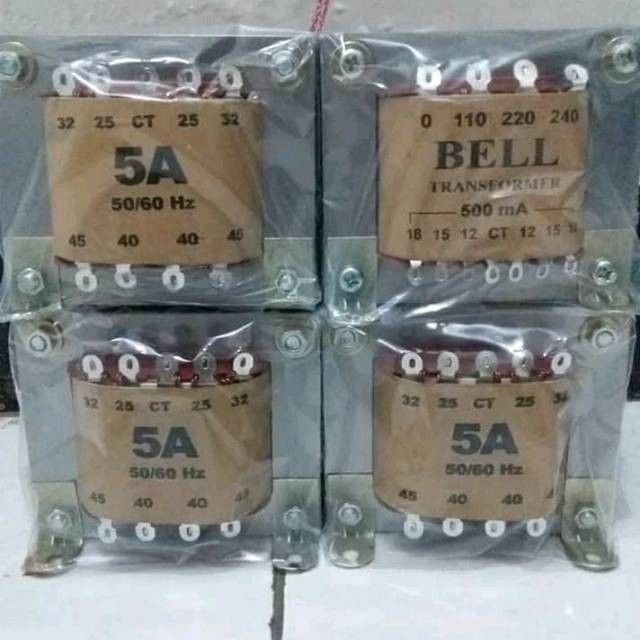 32 25 CT 25 32
5A
50/60 Hz
45 40 40 45
0 110 220 240
BELL
TRANSFORMER
500 mA
18 15 12 CT 12 15
32 25 CT 25 32
5A
50/60 Hz
45 40 40 45
32 25 CT 25
5A
50/60 Hz
45 40 40